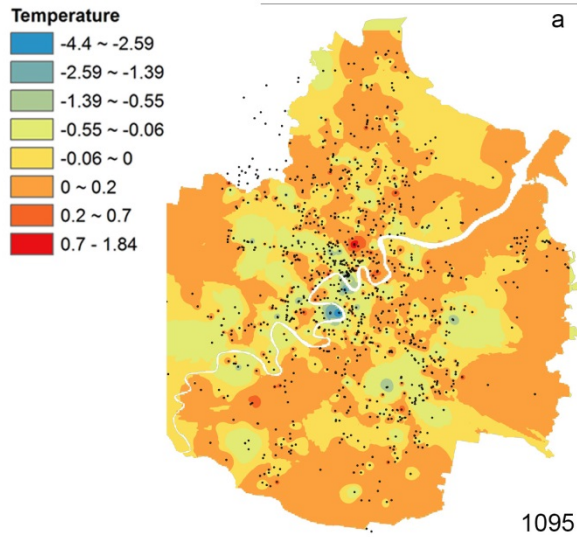 Temperature
a
-4.4 ~ -2.59
-2.59 ~ -1.39
-1.39 ~ -0.55
-0.55 ~ -0.06
-0.06 ~ 0
0 ~ 0.2
0.2 ~ 0.7
0.7 - 1.84
1095